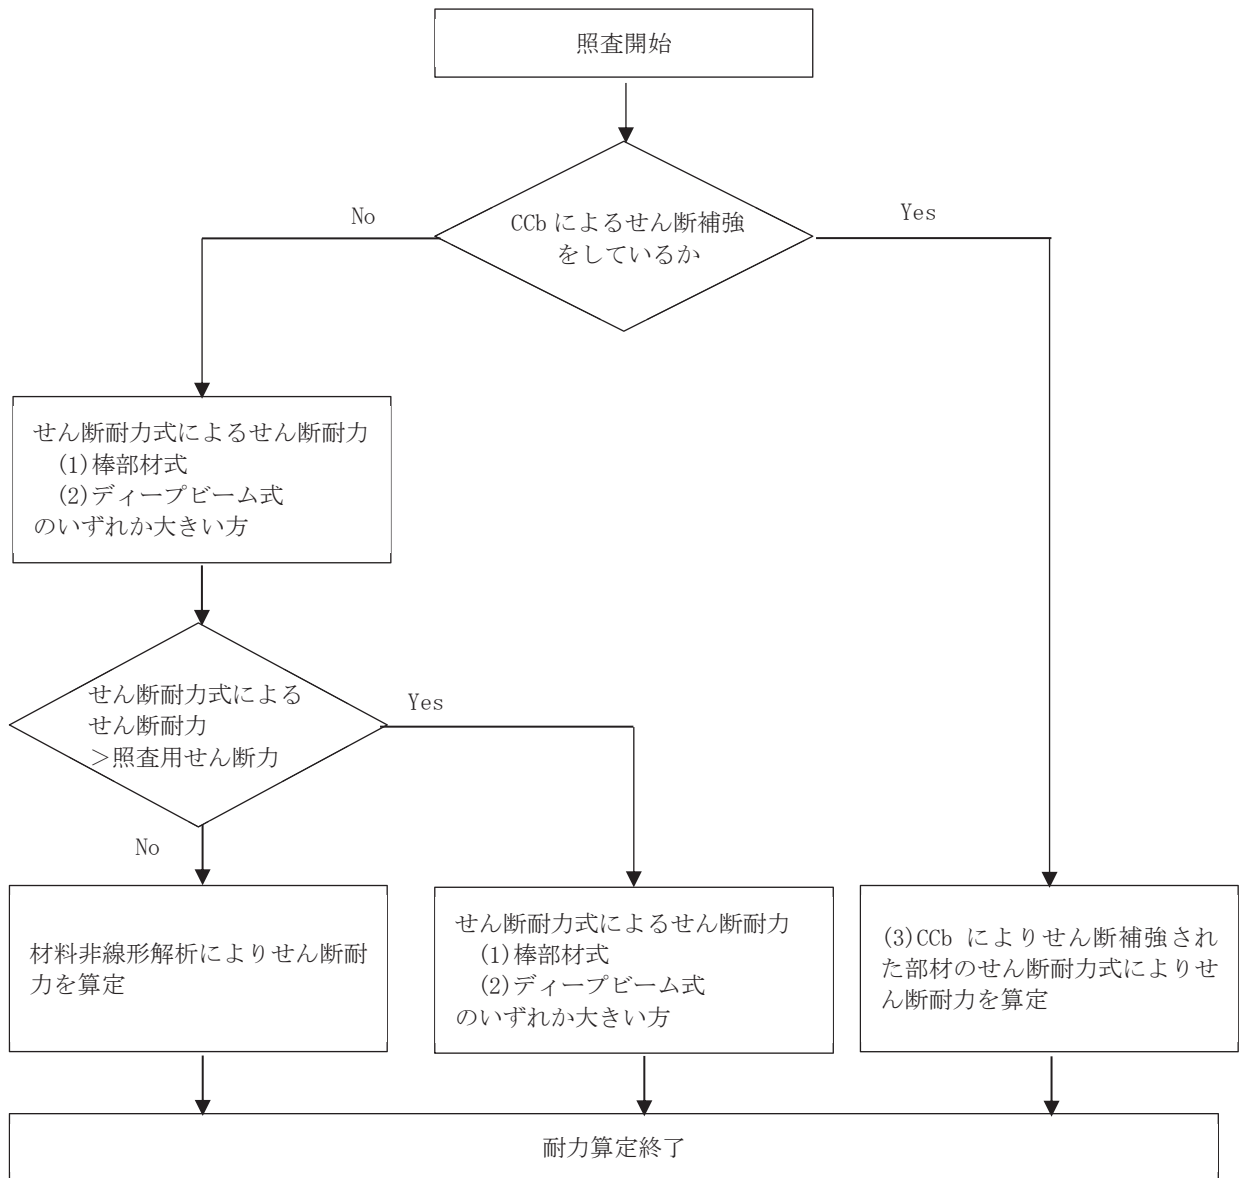 照査開始
No
Yes
CCb によるせん断補強
をしているか
せん断耐力式によるせん断耐力
(1)棒部材式
(2)ディープビーム式
のいずれか大きい方
せん断耐力式による
せん断耐力
＞照査用せん断力
Yes
No
材料非線形解析によりせん断耐
力を算定
せん断耐力式によるせん断耐力
(1)棒部材式
(2)ディープビーム式
のいずれか大きい方
(3)CCb によりせん断補強され
た部材のせん断耐力式によりせ
ん断耐力を算定
耐力算定終了